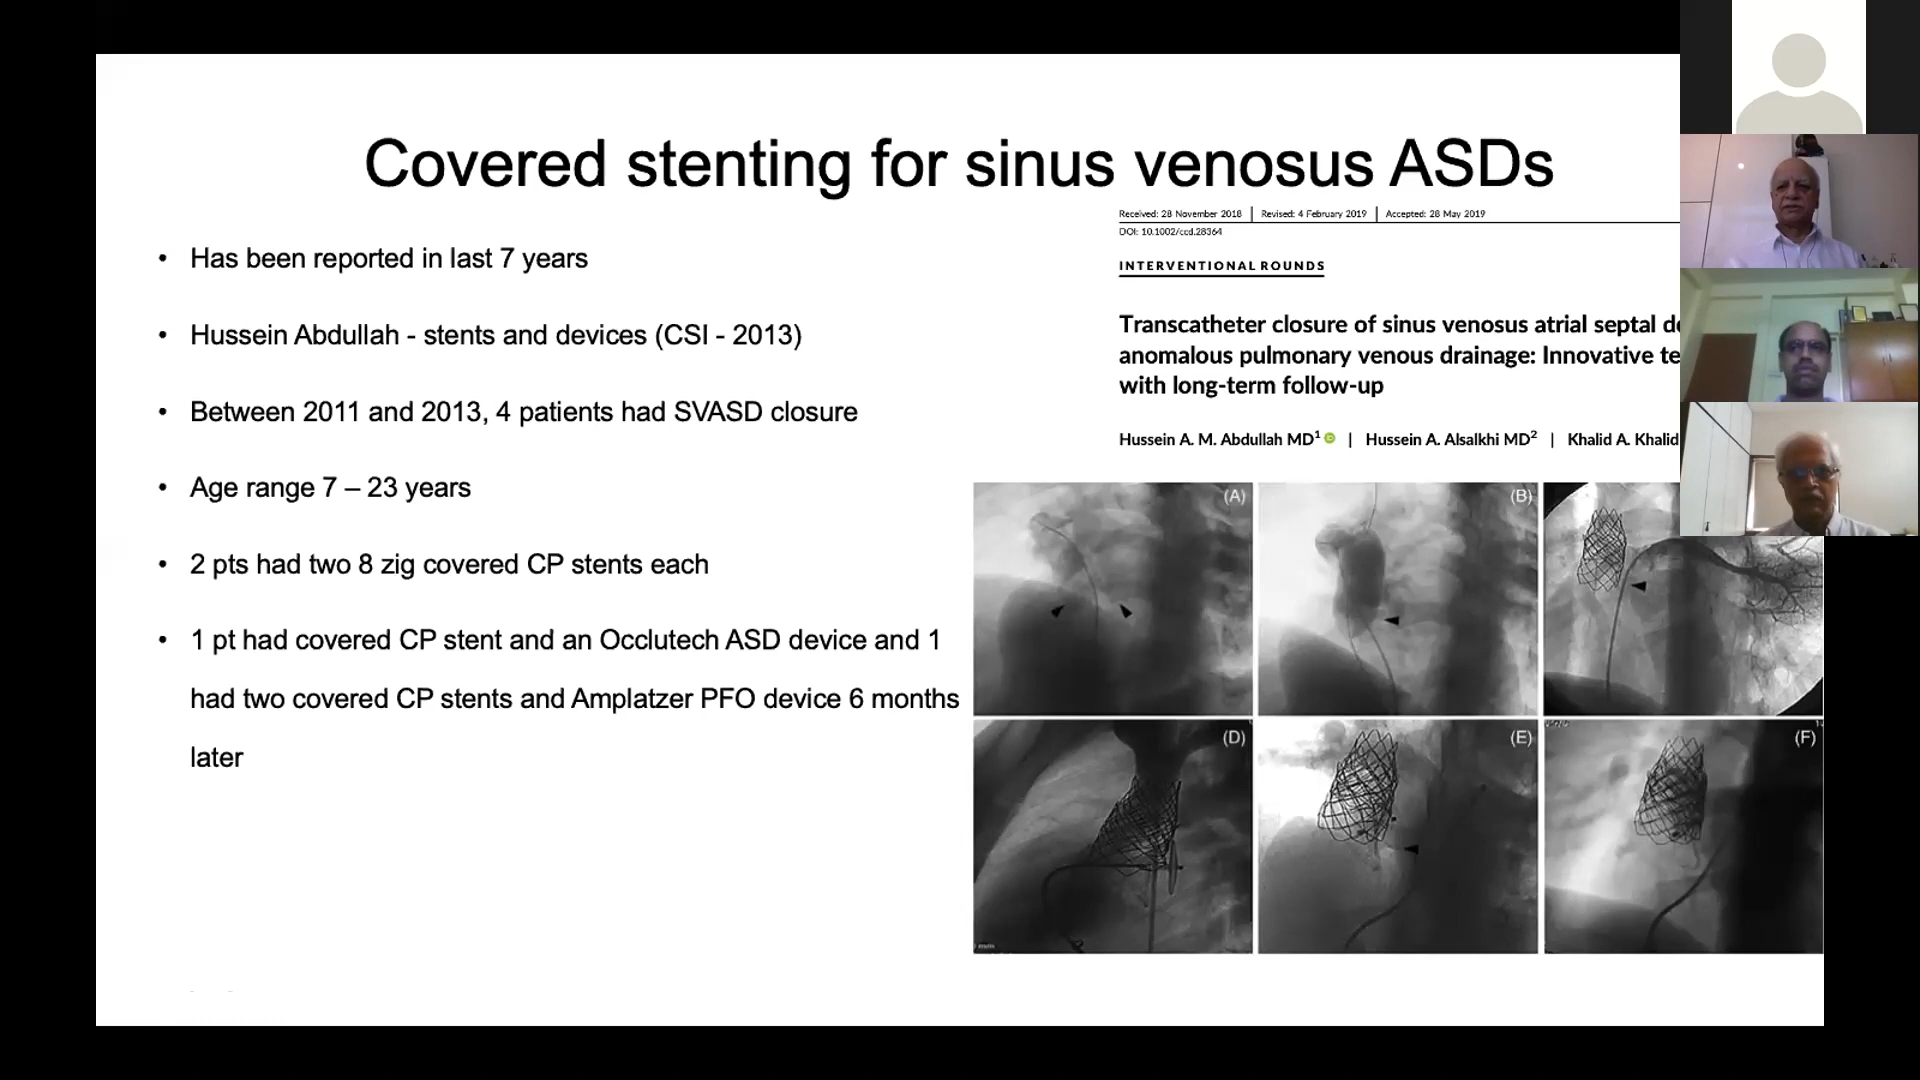 Covered stenting for sinus venosus ASDs
• Has been reported in last 7 years
• Hussein Abdullah - stents and devices (CSI - 2013)
• Between 2011 and 2013, 4 patients had SVASD closure
• Age range 7 – 23 years
• 2 pts had two 8 zig covered CP stents each
• 1 pt had covered CP stent and an Occlutech ASD device and 1
had two covered CP stents and Amplatzer PFO device 6 months
later
Received: 28 November 2018 | Revised: 4 February 2019 | Accepted: 28 May 2019
DOI: 10.1002/ccd.28364
INTERVENTIONAL ROUNDS
Transcatheter closure of sinus venosus atrial septal
anomalous pulmonary venous drainage: Innovative
with long-term follow-up
Hussein A. M. Abdullah MD1 | Hussein A. Alsalkhi MD2 | Khalid A. Khalid
(A)
(B)
(D)
(E)
(F)